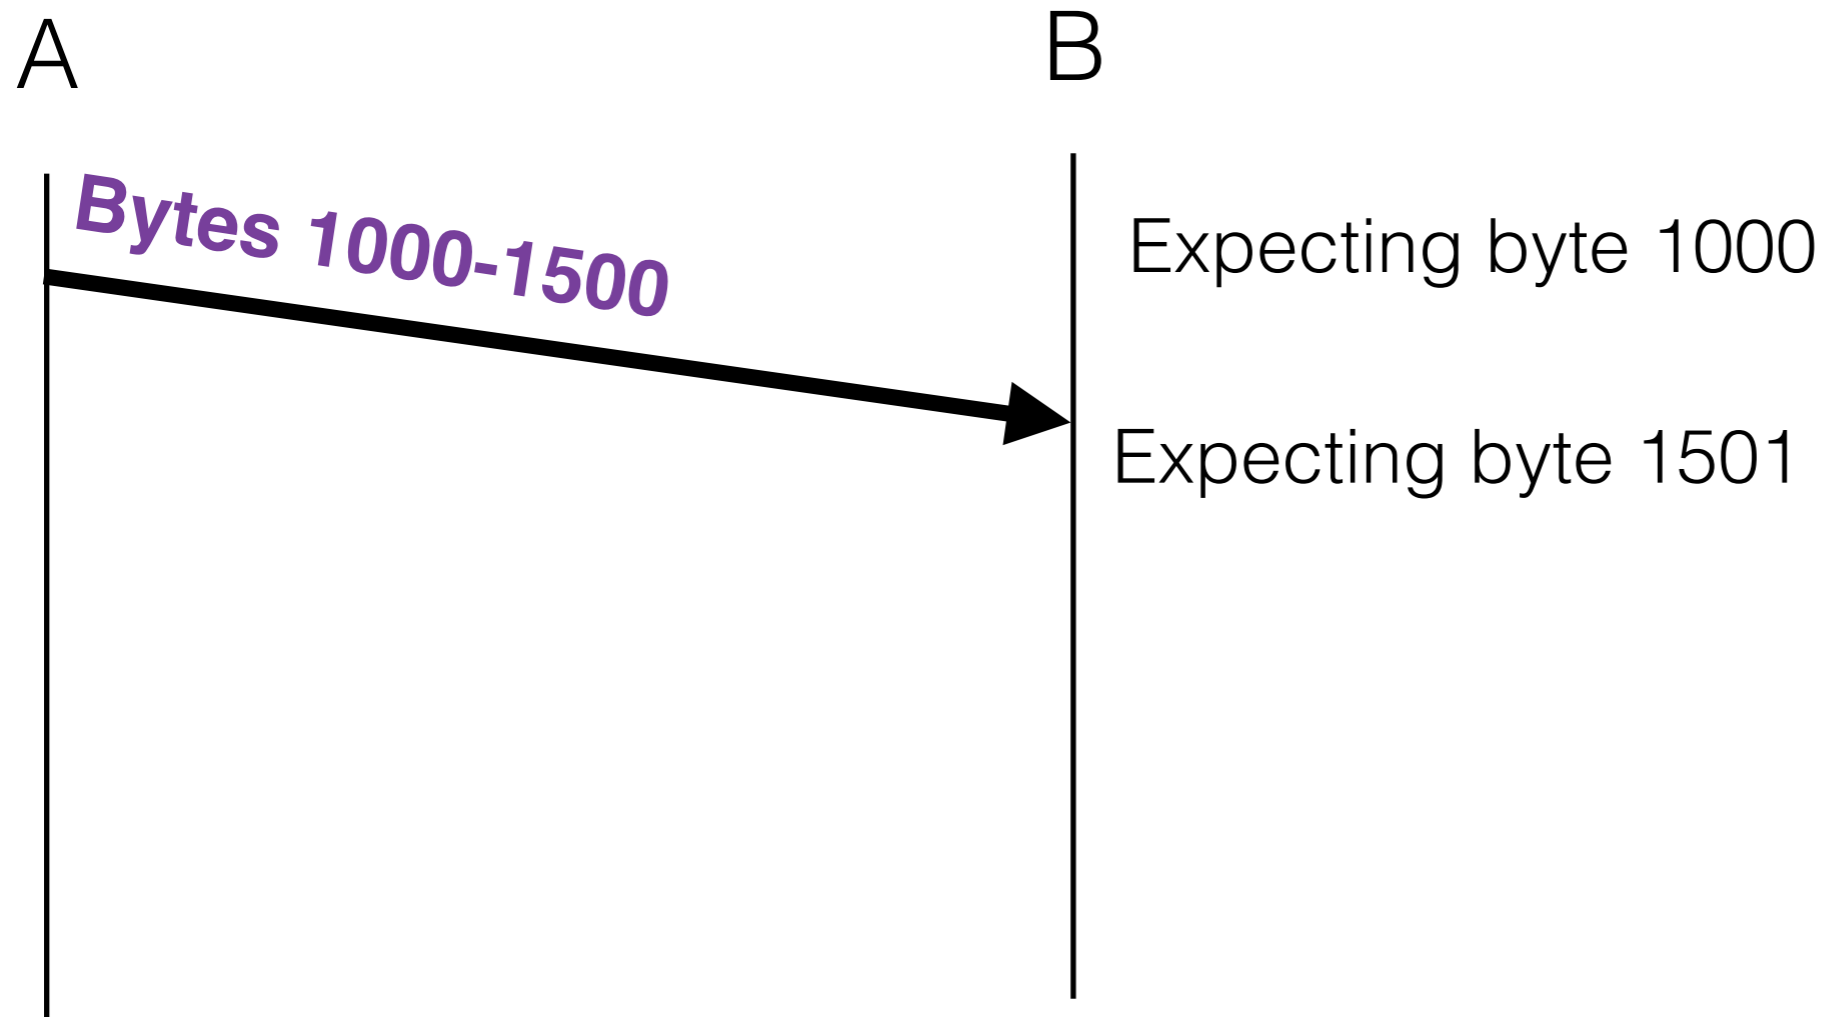 A
B
Bytes 1000-1500
Expecting byte 1000
Expecting byte 1501